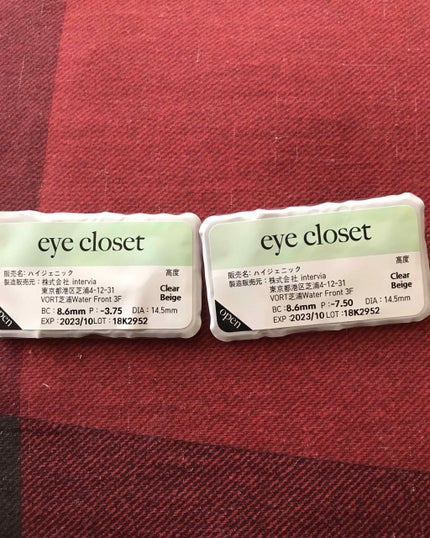 eye closet
販売名：ハイジェニック 高度
製造販売元：株式会社 intervia
東京都港区芝浦4-12-31 Clear
VORT芝浦Water Front 3F Beige
BC：8.6mm P：-3.75 DIA：14.5mm
EXP：2023/10 LOT：18K2952
open
eye closet
販売名：ハイジェニック 高度
製造販売元：株式会社 intervia
東京都港区芝浦4-12-31 Clear
VORT芝浦Water Front 3F Beige
BC：8.6mm P：-7.50 DIA：14.5mm
EXP：2023/10 LOT：18K2952
open